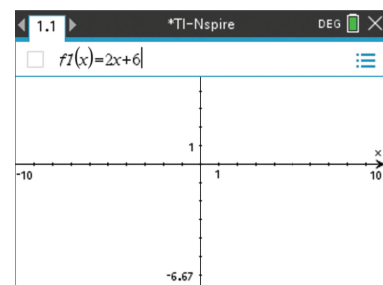 1.1 *TI-Nspire DEG
f1(x)=2x+6
1
x
-10 1 10
-6.67